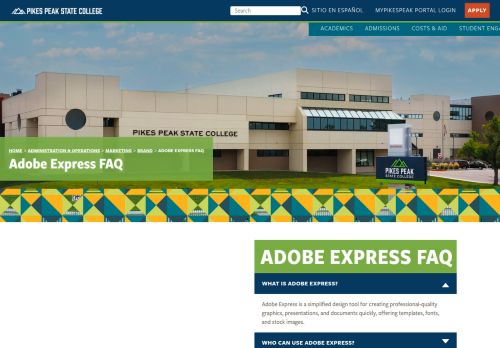 PIKES PEAK STATE COLLEGE
Search
SITIO EN ESPAÑOL
MYPIKESPEAK PORTAL LOGIN
APPLY
ACADEMICS
ADMISSIONS
COSTS & AID
STUDENT ENG
PIKES PEAK STATE COLLEGE
HOME > ADMINISTRATION & OPERATIONS > MARKETING > BRAND > ADOBE EXPRESS FAQ
Adobe Express FAQ
PIKES PEAK
STATE COLLEGE
ADOBE EXPRESS FAQ
WHAT IS ADOBE EXPRESS?
Adobe Express is a simplified design tool for creating professional-quality
graphics, presentations, and documents quickly, offering templates, fonts,
and stock images.
WHO CAN USE ADOBE EXPRESS?